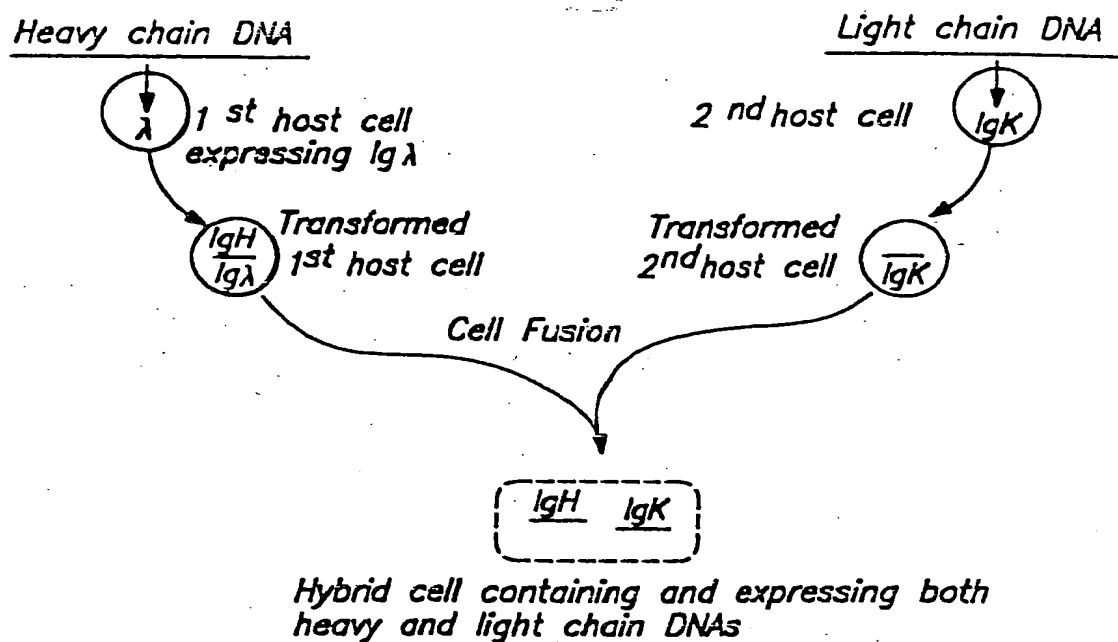 Heavy chain DNA
Light chain DNA
λ
1 st host cell
expressing Ig λ
2 nd host cell
IgK
IgH
Igλ
Transformed
1st host cell
Transformed
2nd host cell
IgK
Cell Fusion
IgH IgK
Hybrid cell containing and expressing both
heavy and light chain DNAs